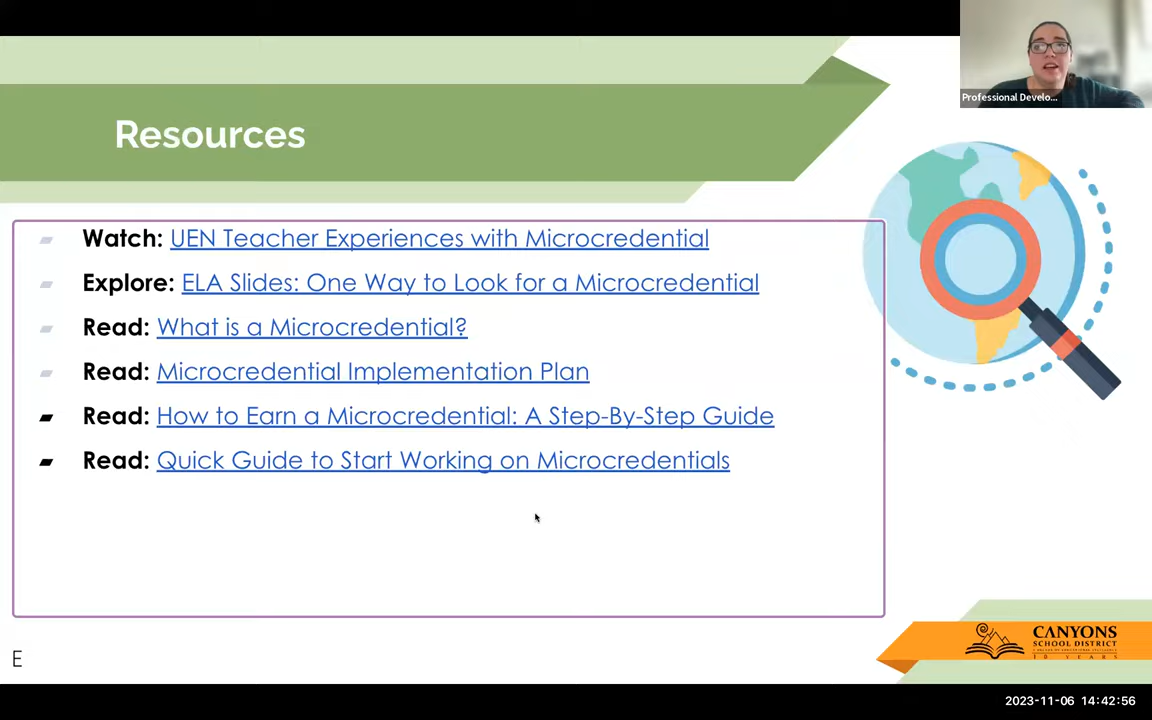 Professional Develo...
Resources
Watch: UEN Teacher Experiences with Microcredential
Explore: ELA Slides: One Way to Look for a Microcredential
Read: What is a Microcredential?
Read: Microcredential Implementation Plan
Read: How to Earn a Microcredential: A Step-By-Step Guide
Read: Quick Guide to Start Working on Microcredentials
CANYONS
SCHOOL DISTRICT
10 YEARS
E
2023-11-06 14:42:56